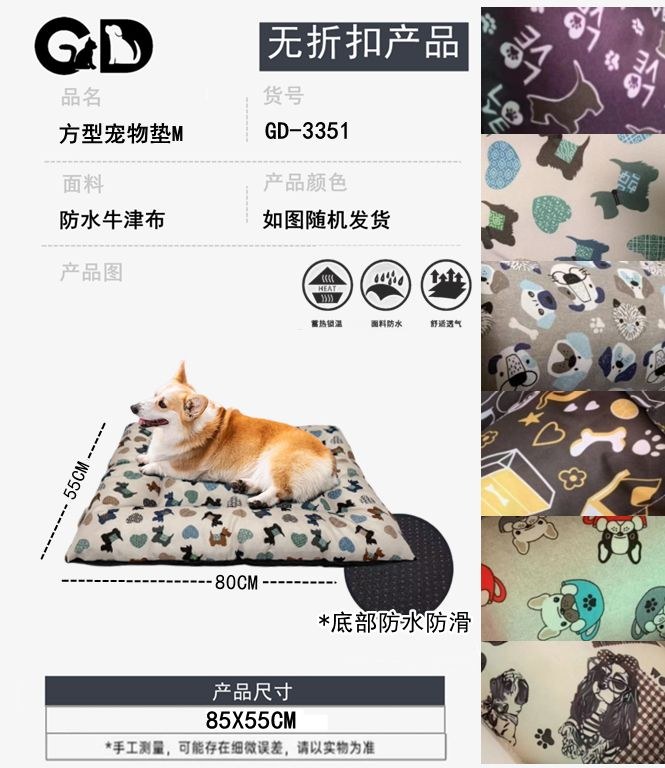 GD
无折扣产品
品名
货号
方型宠物垫M
GD-3351
面料
产品颜色
防水牛津布
如图随机发货
产品图
HEAT
蓄热锁温
面料防水
舒适透气
55CM
80CM
*底部防水防滑
产品尺寸
85X55CM
*手工测量，可能存在细微误差，请以实物为准
LOVE
LOVE